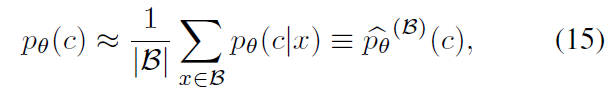 p_θ(c) ≈ \frac{1}{|\mathcal{B}|} \sum_{x∈\mathcal{B}} p_θ(c|x) ≡ \widehat{p_θ}^{(\mathcal{B})}(c), (15)